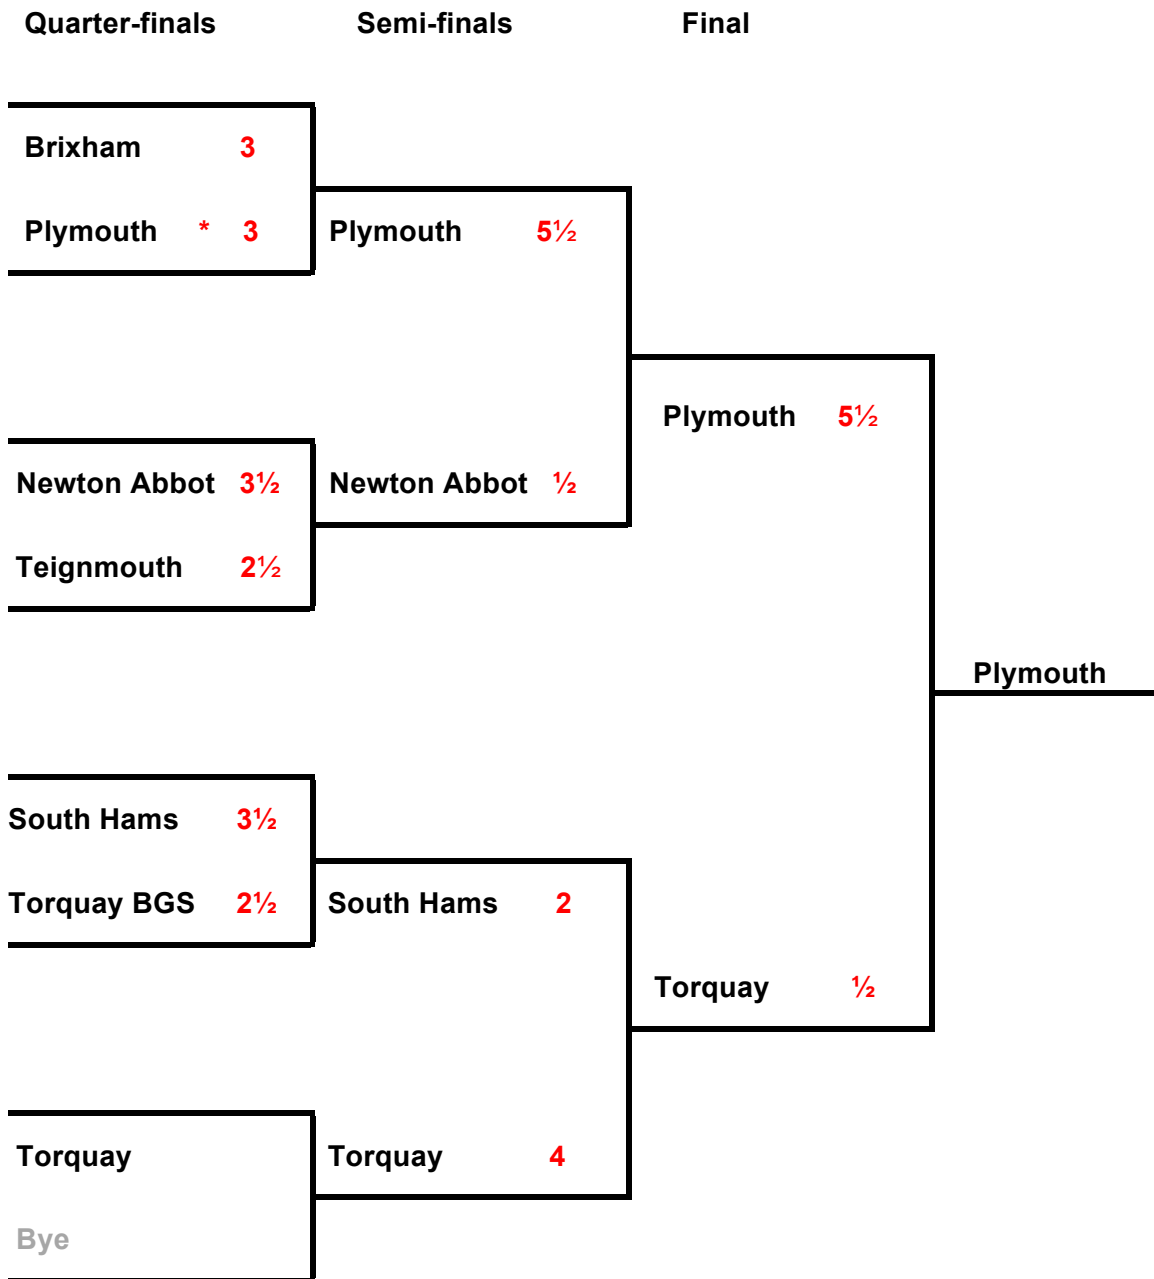 Quarter-finals Semi-finals Final
Brixham 3
Plymouth * 3 Plymouth 5½
Plymouth 5½
Newton Abbot 3½ Newton Abbot ½
Teignmouth 2½
Plymouth
South Hams 3½
Torquay BGS 2½ South Hams 2
Torquay ½
Torquay Torquay 4
Bye